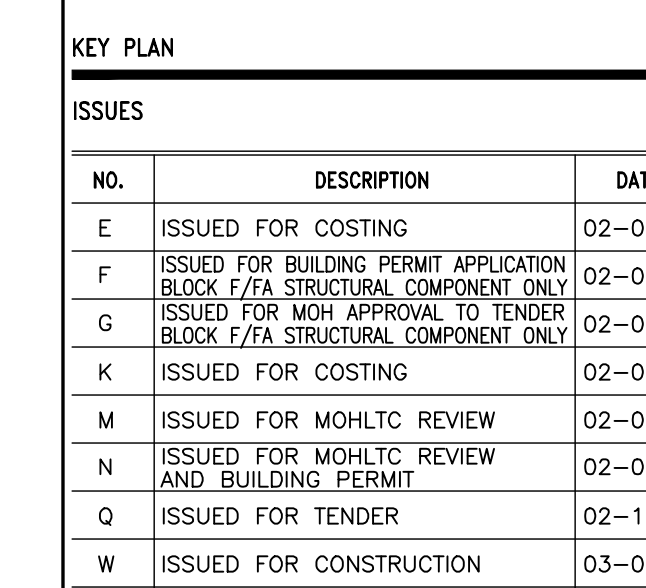 KEY PLAN
ISSUES
NO. DESCRIPTION
E ISSUED FOR COSTING 02-0
F ISSUED FOR BUILDING PERMIT APPLICATION
BLOCK F/FA STRUCTURAL COMPONENT ONLY 02-0
G ISSUED FOR MOH APPROVAL TO TENDER
BLOCK F/FA STRUCTURAL COMPONENT ONLY 02-0
K ISSUED FOR COSTING 02-0
M ISSUED FOR MOHLTC REVIEW 02-0
N ISSUED FOR MOHLTC REVIEW
AND BUILDING PERMIT 02-0
Q ISSUED FOR TENDER 02-1
W ISSUED FOR CONSTRUCTION 03-0